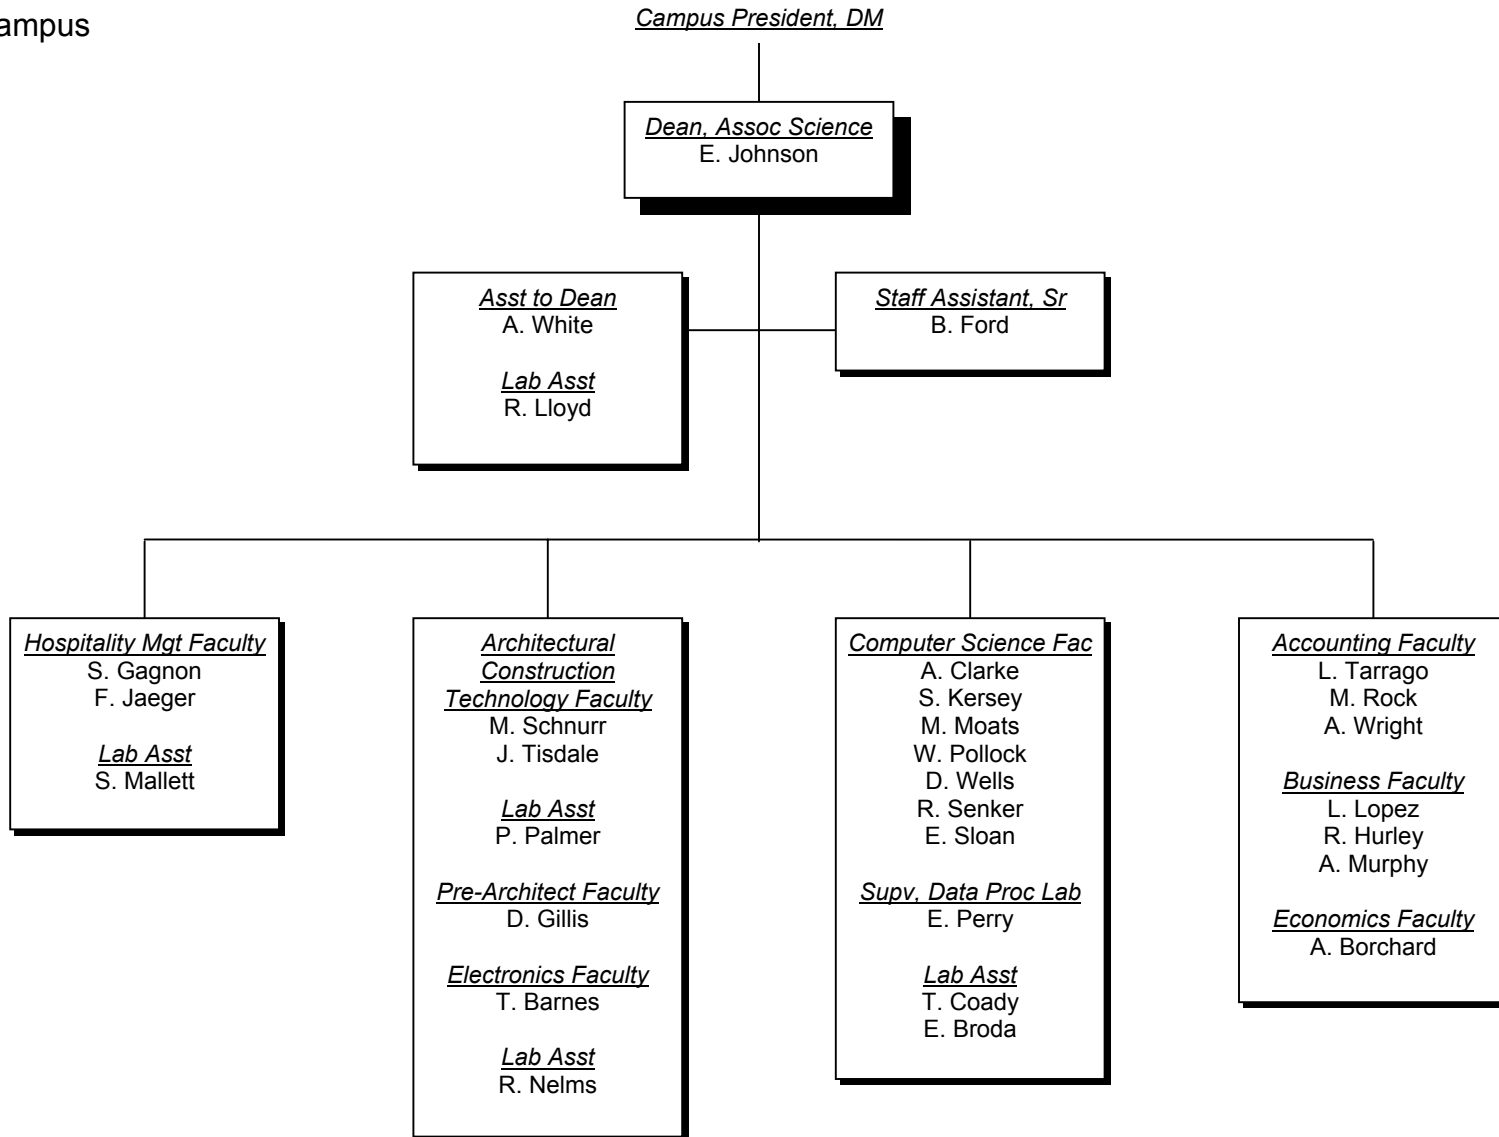 ampus
Campus President, DM
Dean, Assoc Science
E. Johnson
Asst to Dean
A. White
Lab Asst
R. Lloyd
Staff Assistant, Sr
B. Ford
Hospitality Mgt Faculty
S. Gagnon
F. Jaeger
Lab Asst
S. Mallett
Architectural
Construction
Technology Faculty
M. Schnurr
J. Tisdale
Lab Asst
P. Palmer
Pre-Architect Faculty
D. Gillis
Electronics Faculty
T. Barnes
Lab Asst
R. Nelms
Computer Science Fac
A. Clarke
S. Kersey
M. Moats
W. Pollock
D. Wells
R. Senker
E. Sloan
Supv, Data Proc Lab
E. Perry
Lab Asst
T. Coady
E. Broda
Accounting Faculty
L. Tarrago
M. Rock
A. Wright
Business Faculty
L. Lopez
R. Hurley
A. Murphy
Economics Faculty
A. Borchard